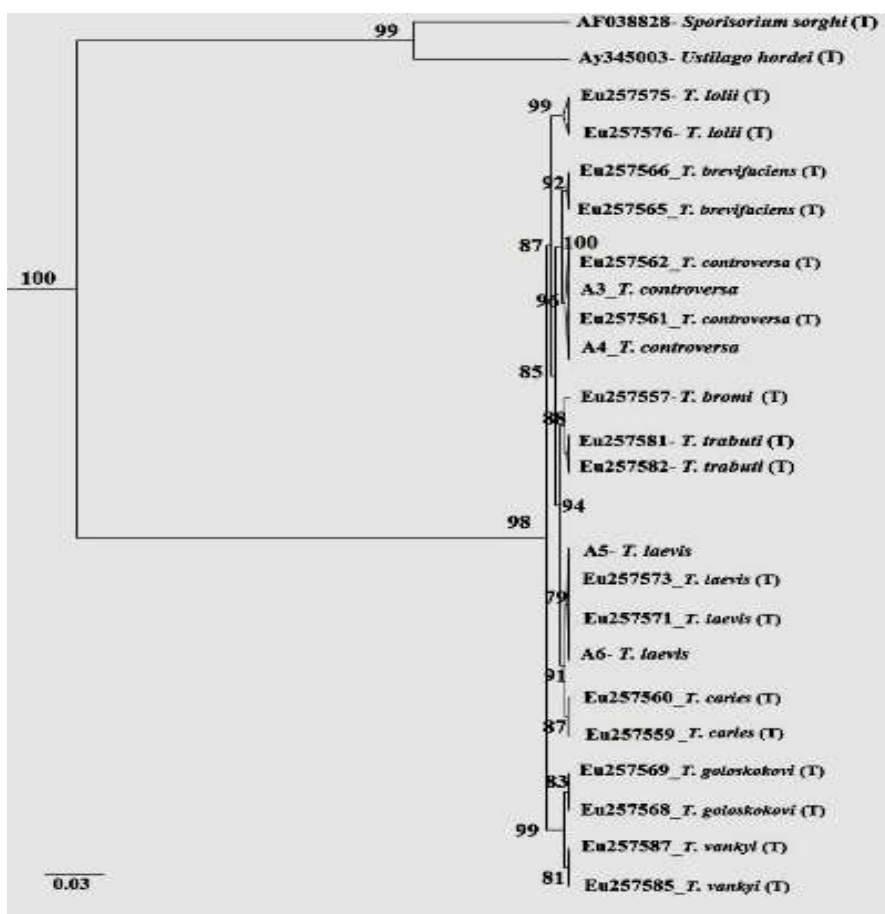 99
AF038828- Sporisorium sorghi (T)
Ay345003- Ustilago hordei (T)
Eu257575- T. lolii (T)
99
Eu257576- T. lolii (T)
Eu257566_T. brevifaciens (T)
92
Eu257565_T. brevifaciens (T)
87
100
Eu257562_T. controversa (T)
100
A3_T. controversa
96
Eu257561_T. controversa (T)
A4_T. controversa
85
Eu257557- T. bromi (T)
88
Eu257581- T. trabuti (T)
Eu257582- T. trabuti (T)
94
98
A5- T. laevis
Eu257573_T. laevis (T)
79
Eu257571_T. laevis (T)
A6- T. laevis
91
Eu257560_T. caries (T)
87
Eu257559_T. caries (T)
Eu257569_T. goloskokovi (T)
83
Eu257568_T. goloskokovi (T)
99
Eu257587_T. vankyi (T)
81
Eu257585_T. vankyi (T)
0.03